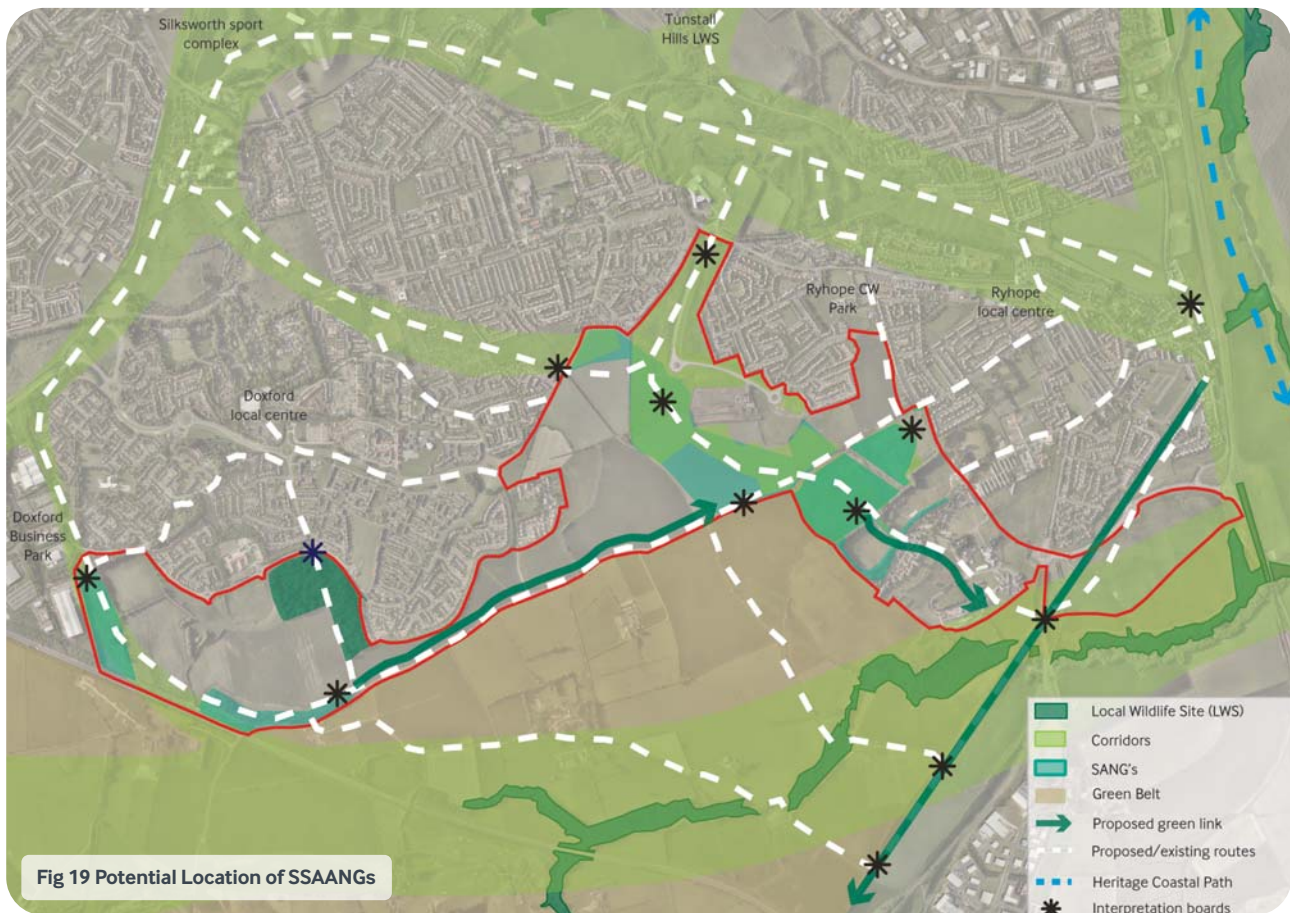 Silksworth sport
complex
Tunstall
Hills LWS
Ryhope CW
Park
Ryhope
local centre
Doxford
local centre
Doxford
Business
Park
Local Wildlife Site (LWS)
Corridors
SANG's
Green Belt
Proposed green link
Proposed/existing routes
Heritage Coastal Path
Interpretation boards
Fig 19 Potential Location of SSAANGs